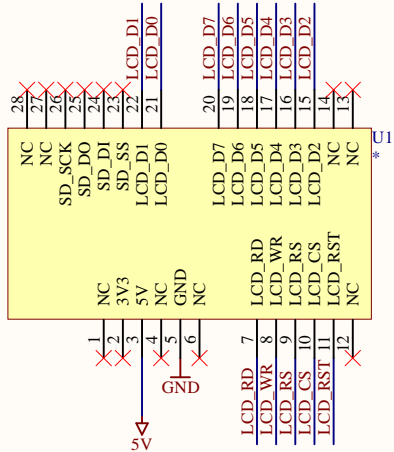 LCD_D1
LCD_D0
LCD_D7
LCD_D6
LCD_D5
LCD_D4
LCD_D3
LCD_D2
28
27
26
25
24
23
22
21
20
19
18
17
16
15
14
13
U1
*
NC
NC
SD_SCK
SD_DO
SD_DI
SD_SS
LCD_D1
LCD_D0
LCD_D7
LCD_D6
LCD_D5
LCD_D4
LCD_D3
LCD_D2
NC
NC
NC
3V3
5V
NC
GND
NC
LCD_RD
LCD_WR
LCD_RS
LCD_CS
LCD_RST
NC
1
2
3
4
5
6
7
8
9
10
11
12
GND
5V
LCD_RD
LCD_WR
LCD_RS
LCD_CS
LCD_RST